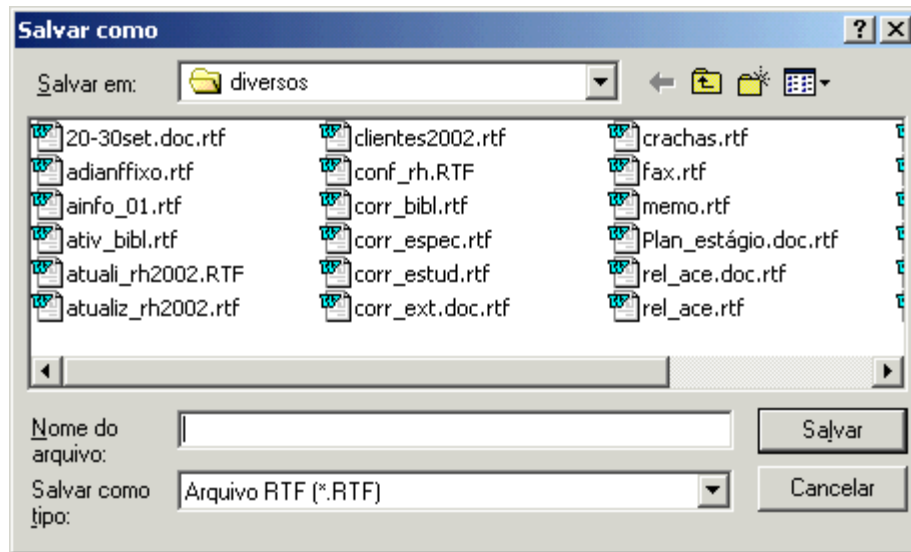 Salvar como
Salvar em: diversos
20-30set.doc.rtf clientes2002.rtf crachas.rtf
adianffixo.rtf conf_rh.RTF fax.rtf
ainfo_01.rtf corr_bibl.rtf memo.rtf
ativ_bibl.rtf corr_espec.rtf Plan_estágio.doc.rtf
atuali_rh2002.RTF corr_estud.rtf rel_ace.doc.rtf
atualiz_rh2002.rtf corr_ext.doc.rtf rel_ace.rtf
Nome do
arquivo:
Salvar
Salvar como
tipo:
Arquivo RTF (*.RTF)
Cancelar